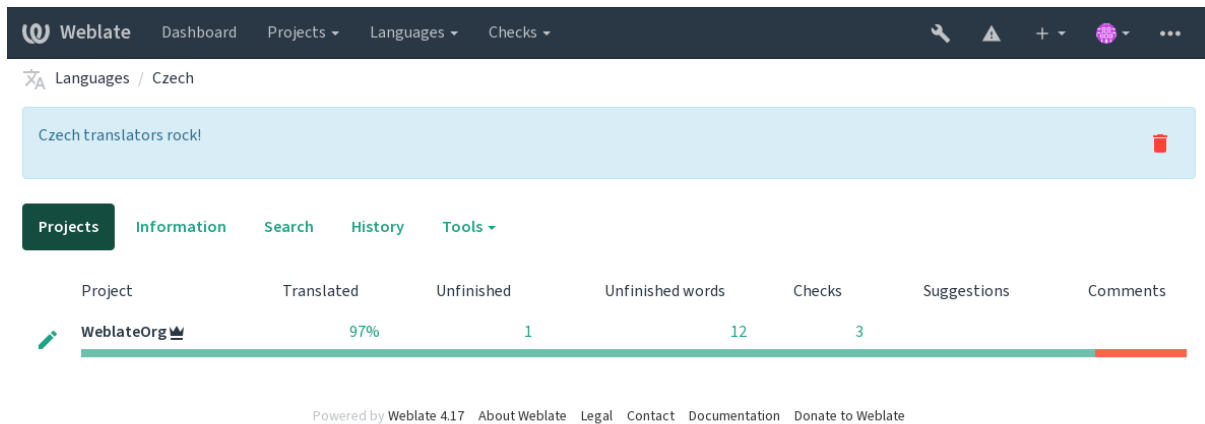 Weblate Dashboard Projects Languages Checks
Languages / Czech
Czech translators rock!
Projects Information Search History Tools
Project Translated Unfinished Unfinished words Checks Suggestions Comments
WeblateOrg 97% 1 12 3
Powered by Weblate 4.17 About Weblate Legal Contact Documentation Donate to Weblate